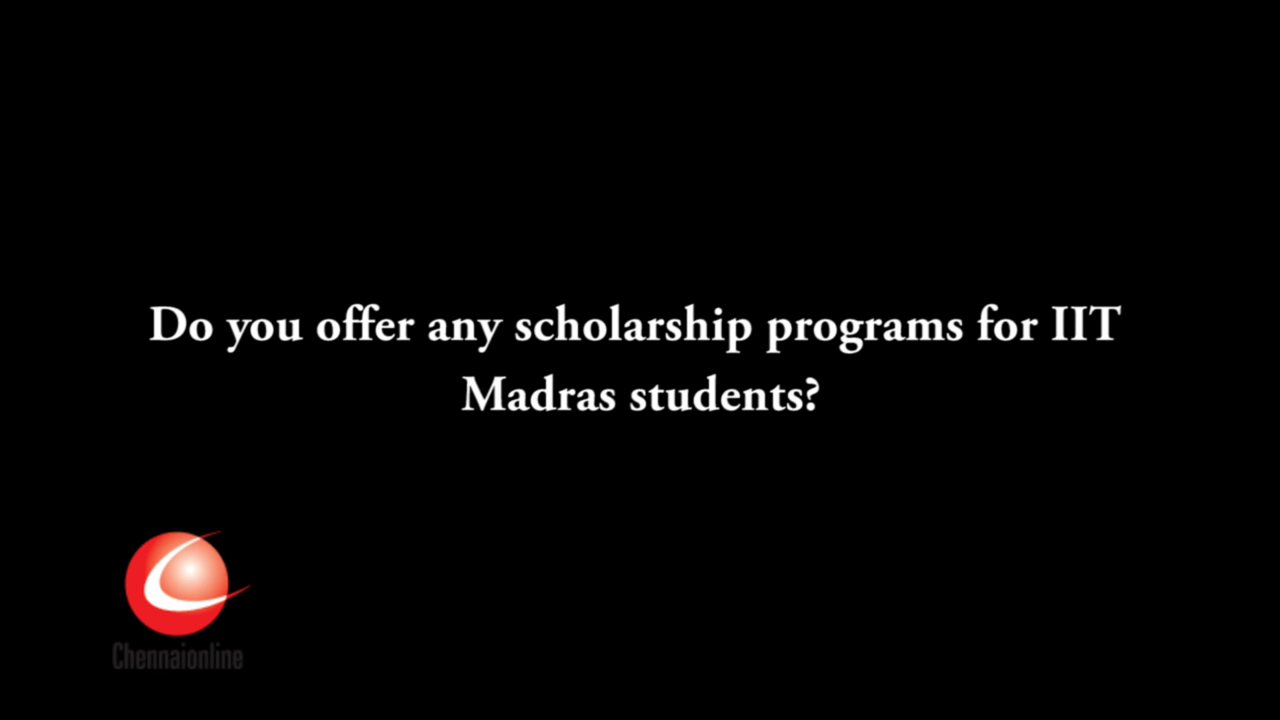 Do you offer any scholarship programs for IIT
Madras students?
Chennaionline